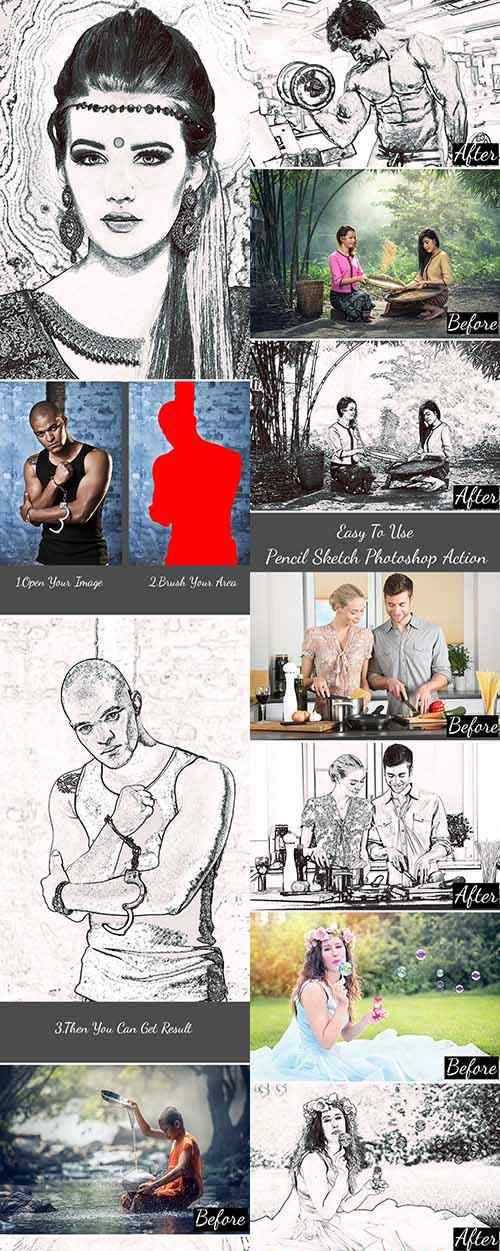 After
Before
After
Easy To Use
Pencil Sketch Photoshop Action
1.Open Your Image
2.Brush Your Area
Before
After
3.Then You Can Get Result
Before
Before
After